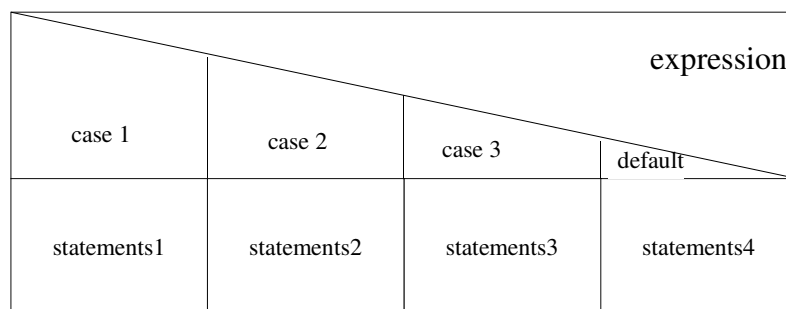 expression
case 1
case 2
case 3
default
statements1
statements2
statements3
statements4